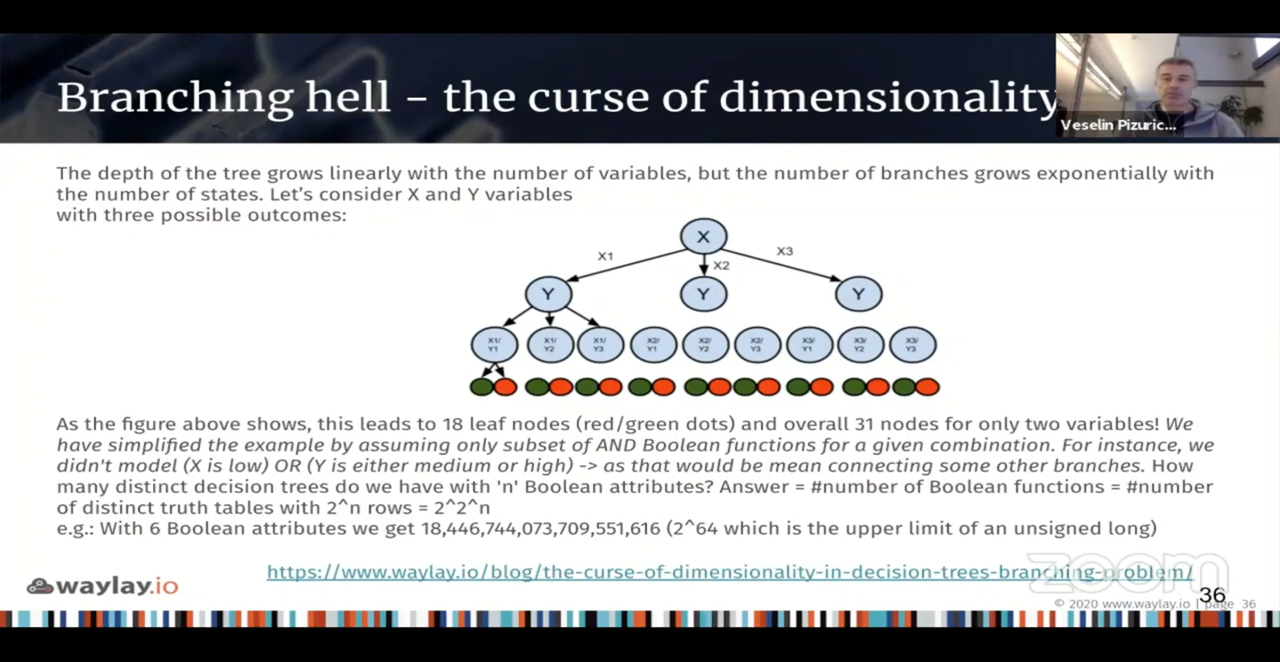 Branching hell – the curse of dimensionality
Veselin Pizuric...
The depth of the tree grows linearly with the number of variables, but the number of branches grows exponentially with
the number of states. Let's consider X and Y variables
with three possible outcomes:
X
X1
X2
X3
Y
Y
Y
X1/
Y1
X1/
Y2
X1/
Y3
X2/
Y1
X2/
Y2
X2/
Y3
X3/
Y1
X3/
Y2
X3/
Y3
As the figure above shows, this leads to 18 leaf nodes (red/green dots) and overall 31 nodes for only two variables! We
have simplified the example by assuming only subset of AND Boolean functions for a given combination. For instance, we
didn't model (X is low) OR (Y is either medium or high) -> as that would be mean connecting some other branches. How
many distinct decision trees do we have with 'n' Boolean attributes? Answer = #number of Boolean functions = #number
of distinct truth tables with 2^n rows = 2^2^n
e.g.: With 6 Boolean attributes we get 18,446,744,073,709,551,616 (2^64 which is the upper limit of an unsigned long)
https://www.waylay.io/blog/the-curse-of-dimensionality-in-decision-trees-branching-problem/
zoom
waylay.io
36
© 2020 www.waylay.io | page 36